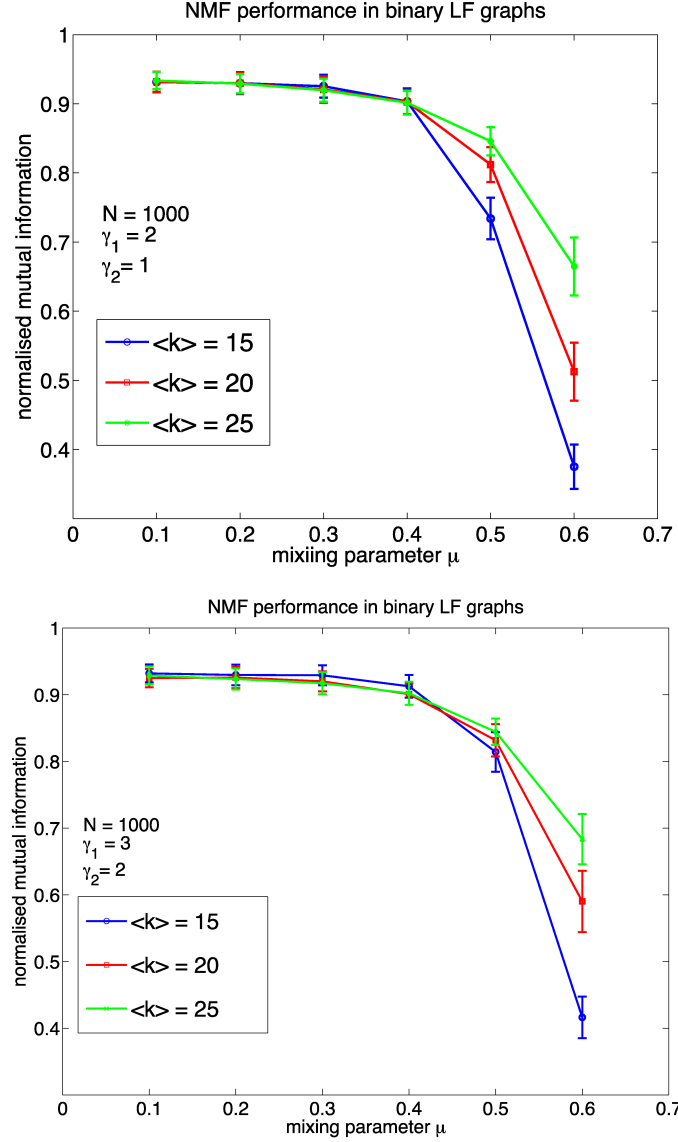 NMF performance in binary LF graphs
1
0.9
0.8
0.7
0.6
0.5
0.4
normalised mutual information
N = 1000
γ1 = 2
γ2= 1
<k> = 15
<k> = 20
<k> = 25
0 0.1 0.2 0.3 0.4 0.5 0.6 0.7
mixiing parameter μ
NMF performance in binary LF graphs
1
0.9
0.8
0.7
0.6
0.5
0.4
normalised mutual information
N = 1000
γ1 = 3
γ2= 2
<k> = 15
<k> = 20
<k> = 25
0 0.1 0.2 0.3 0.4 0.5 0.6 0.7
mixing parameter μ